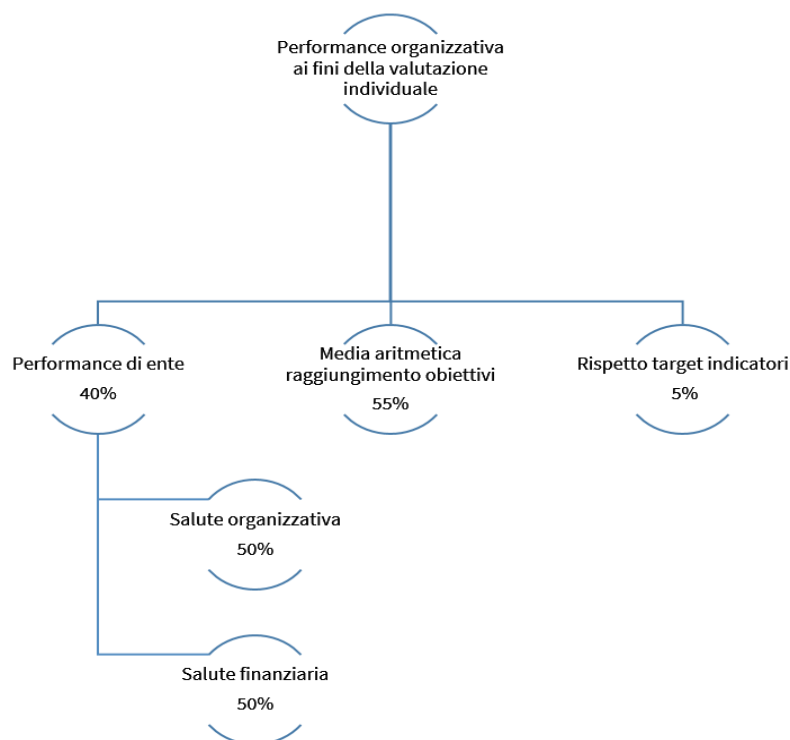 Performance organizzativa
ai fini della valutazione
individuale
Performance di ente
40%
Media aritmetica
raggiungimento obiettivi
55%
Rispetto target indicatori
5%
Salute organizzativa
50%
Salute finanziaria
50%